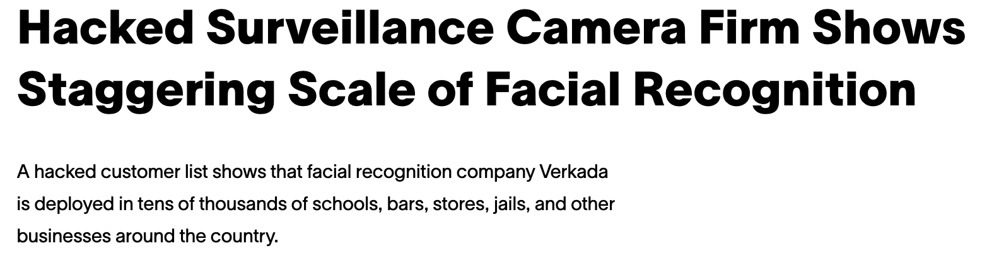 Hacked Surveillance Camera Firm Shows
Staggering Scale of Facial Recognition
A hacked customer list shows that facial recognition company Verkada
is deployed in tens of thousands of schools, bars, stores, jails, and other
businesses around the country.